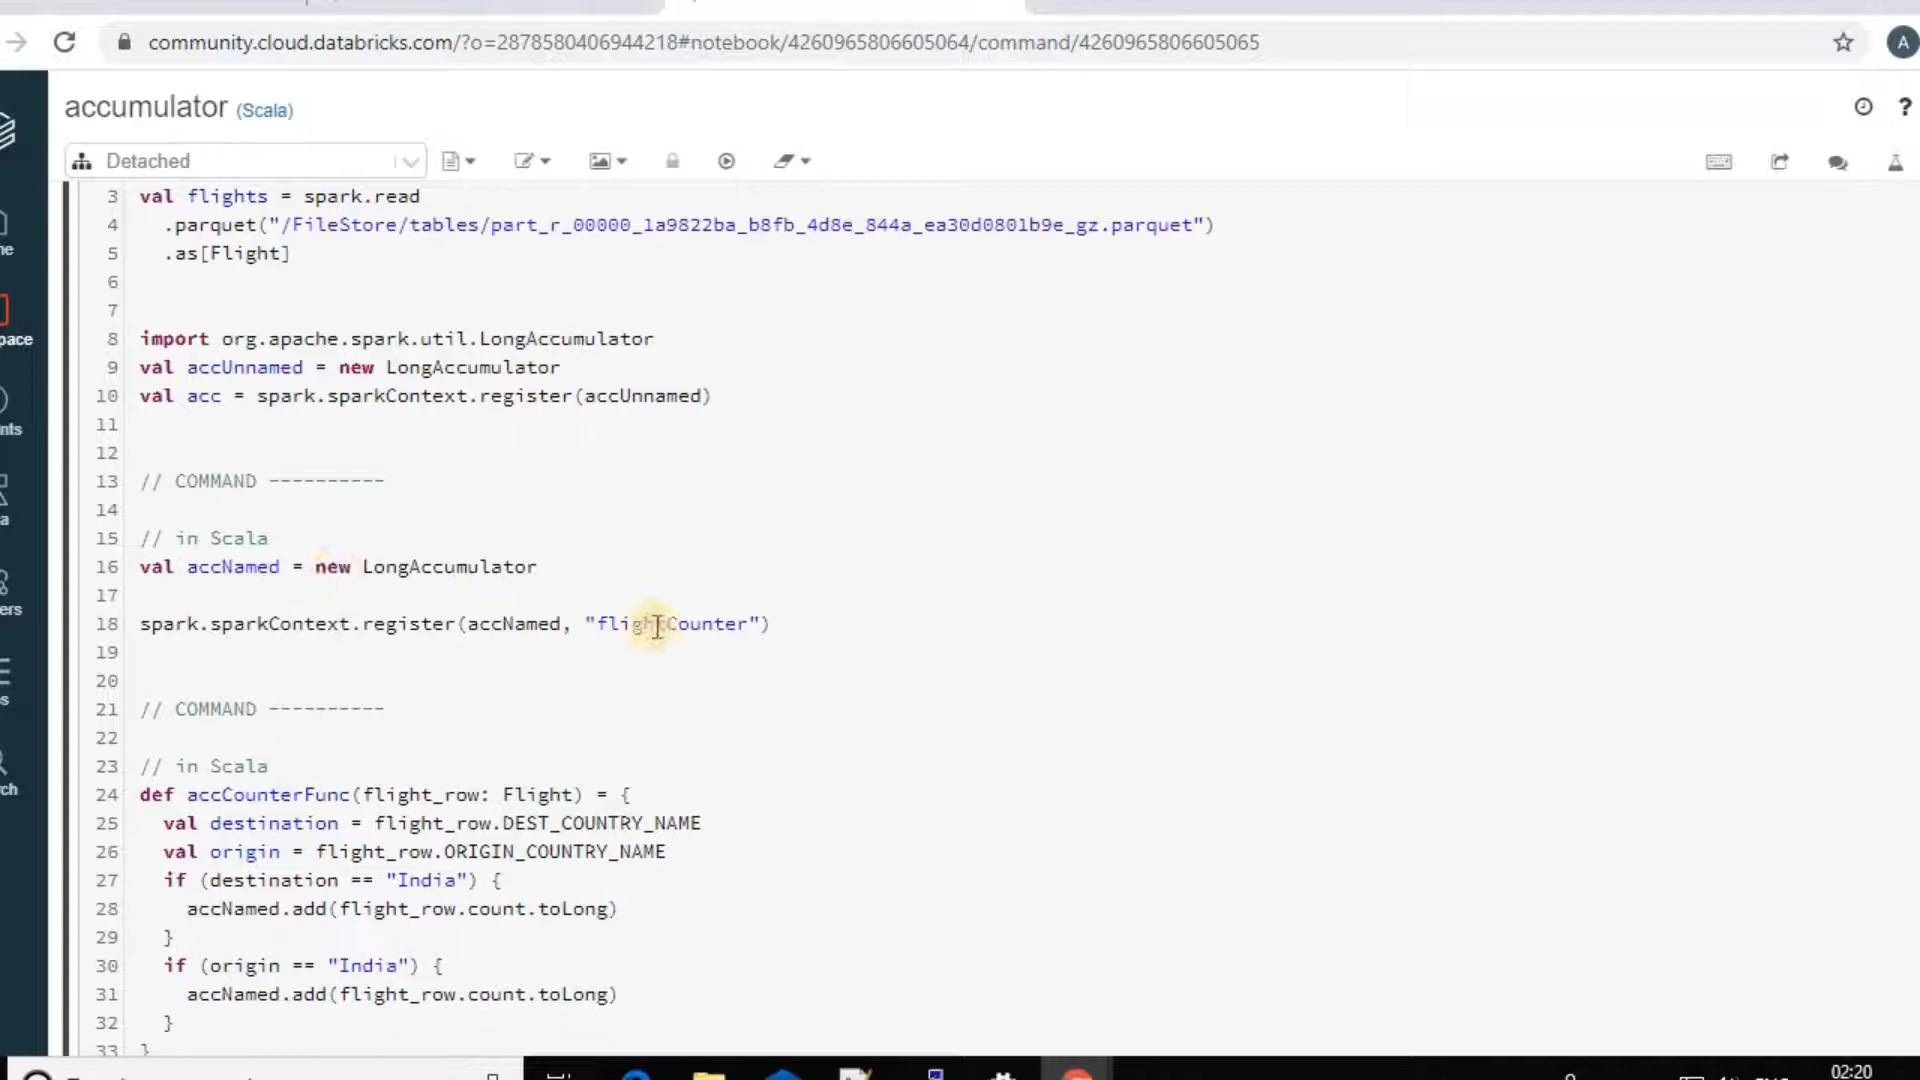 community.cloud.databricks.com/?o=2878580406944218#notebook/4260965806605064/command/4260965806605065
A
accumulator (Scala)
?
Detached
3 val flights = spark.read
4 .parquet("/FileStore/tables/part_r_00000_1a9822ba_b8fb_4d8e_844a_ea30d0801b9e_gz.parquet")
5 .as[Flight]
6
7
8 import org.apache.spark.util.LongAccumulator
9 val accUnnamed = new LongAccumulator
10 val acc = spark.sparkContext.register(accUnnamed)
11
12
13 // COMMAND ----------
14
15 // in Scala
16 val accNamed = new LongAccumulator
17
18 spark.sparkContext.register(accNamed, "flightCounter")
19
20
21 // COMMAND ----------
22
23 // in Scala
24 def accCounterFunc(flight_row: Flight) = {
25 val destination = flight_row.DEST_COUNTRY_NAME
26 val origin = flight_row.ORIGIN_COUNTRY_NAME
27 if (destination == "India") {
28 accNamed.add(flight_row.count.toLong)
29 }
30 if (origin == "India") {
31 accNamed.add(flight_row.count.toLong)
32 }
33 }
02:20